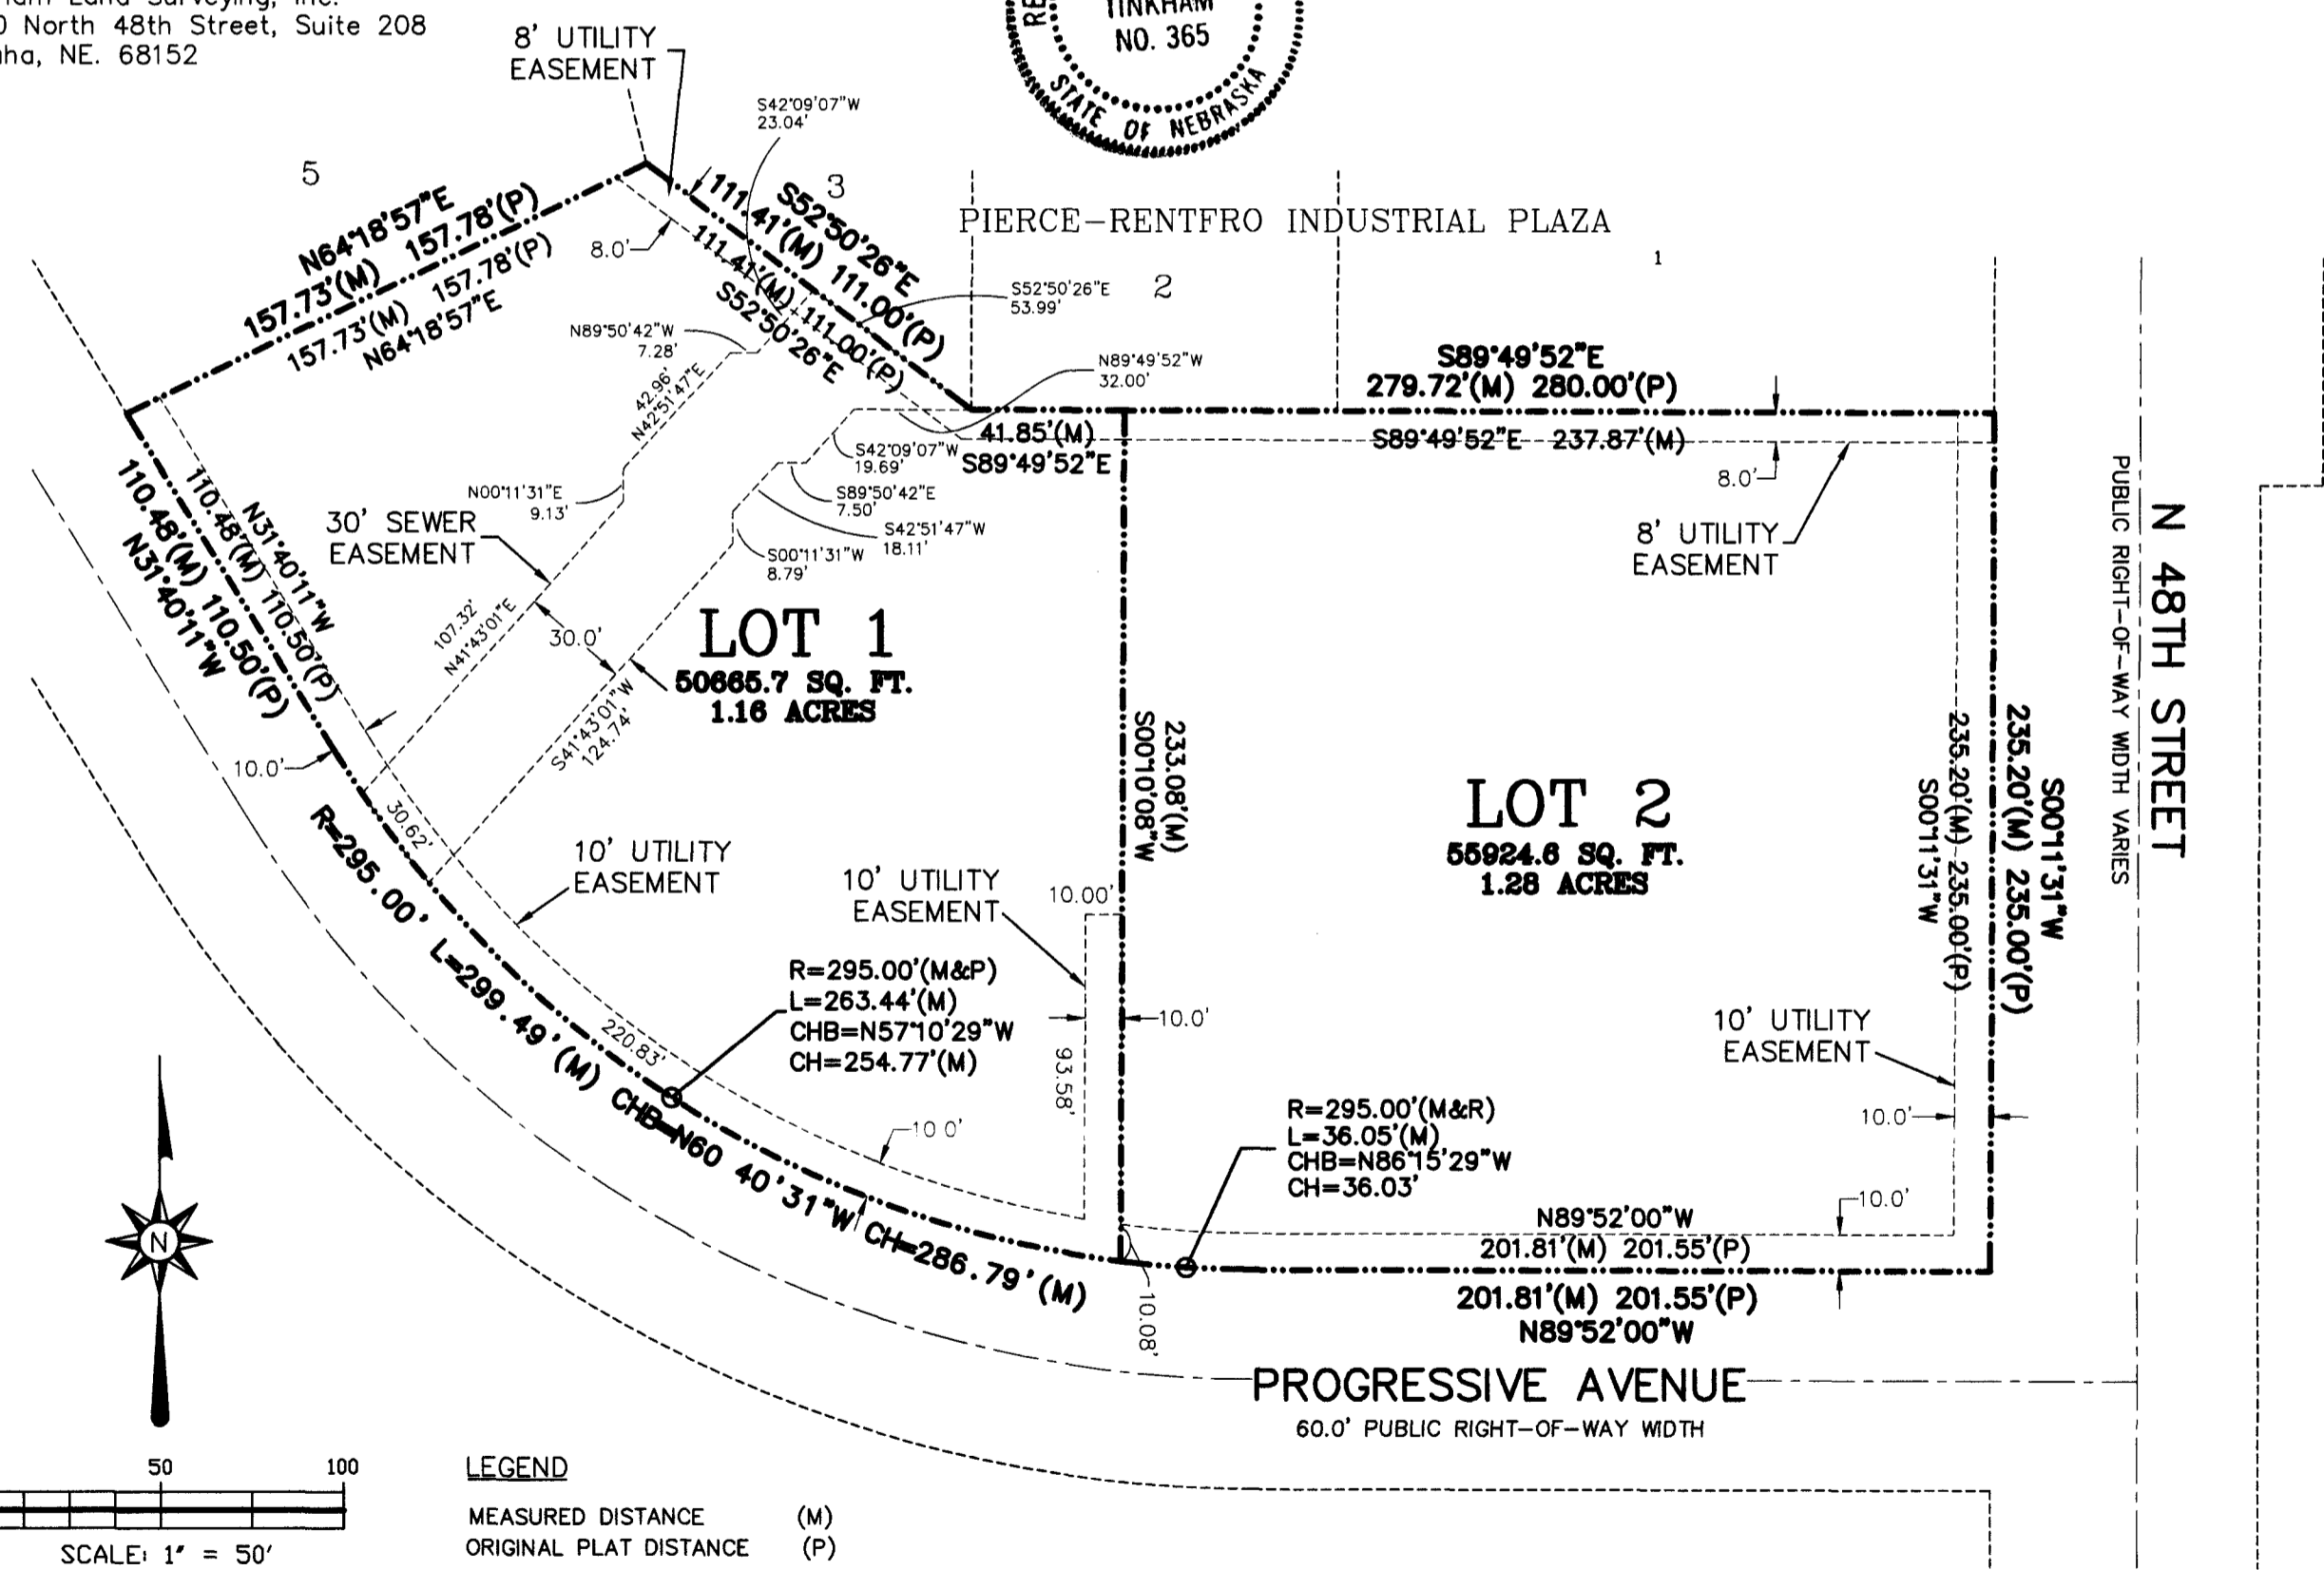 Land Surveying, Inc.
North 48th Street, Suite 208
NE. 68152
TINKHAM
NO. 365
STATE OF NEBRASKA
8' UTILITY
EASEMENT
S42°09'07"W
23.04'
5
3
PIERCE-RENTFRO INDUSTRIAL PLAZA
2
1
N64°18'57"E
157.73'(M) 157.78'(P)
157.73'(M) 157.78'(P)
N64°18'57"E
8.0'
S52°50'26"E
111.41'(M) 111.00'(P)
111.41'(M) 111.00'(P)
S52°50'26"E
S52°50'26"E
53.99'
N89°50'42"W
7.28'
N89°49'52"W
32.00'
42.96'
N42°51'47"E
S89°49'52"E
279.72'(M) 280.00'(P)
41.85'(M)
S89°49'52"E
S89°49'52"E 237.87'(M)
8.0'
8' UTILITY
EASEMENT
S42°09'07"W
19.69'
S89°50'42"E
7.50'
S42°51'47"W
18.11'
S00°11'31"W
8.79'
N00°11'31"E
9.13'
30' SEWER
EASEMENT
N31°40'11"W
110.48'(M) 110.50'(P)
110.48'(M) 110.50'(P)
N31°40'11"W
107.32'
N41°43'01"E
30.0'
S41°43'01"W
124.74'
LOT 1
50665.7 SQ. FT.
1.16 ACRES
233.08'(M)
S00°10'08"W
LOT 2
55924.6 SQ. FT.
1.28 ACRES
235.20'(M) 235.00'(P)
S00°11'31"W
S00°11'31"W
235.20'(M) 235.00'(P)
N 48TH STREET
PUBLIC RIGHT-OF-WAY WIDTH VARIES
10.0'
30.62'
10' UTILITY
EASEMENT
10' UTILITY
EASEMENT
10.00'
R=295.00' L=299.49'(M) CHB=N60 40'31"W CH=286.79'(M)
R=295.00'(M&P)
L=263.44'(M)
CHB=N57°10'29"W
CH=254.77'(M)
220.83'
10.0'
93.58'
10 0'
10' UTILITY
EASEMENT
10.0'
10.0'
R=295.00'(M&R)
L=36.05'(M)
CHB=N86°15'29"W
CH=36.03'
N89°52'00"W
201.81'(M) 201.55'(P)
201.81'(M) 201.55'(P)
N89°52'00"W
10.08'
PROGRESSIVE AVENUE
60.0' PUBLIC RIGHT-OF-WAY WIDTH
N
50 100
SCALE: 1" = 50'
LEGEND
MEASURED DISTANCE (M)
ORIGINAL PLAT DISTANCE (P)